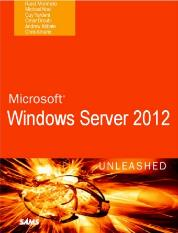 Rand Morimoto
Michael Noel
Guy Yardeni
Omar Droubi
Andrew Abbate
Chris Amaris
Microsoft®
Windows Server 2012
UNLEASHED
SAMS